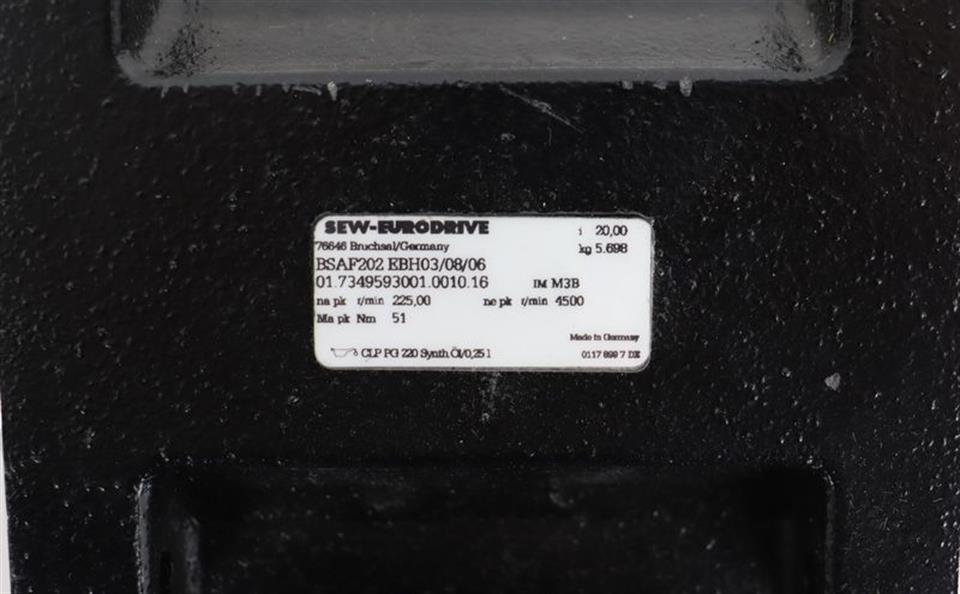 SEW-EURODRIVE
i 20,00
76646 Bruchsal/Germany
kg 5.698
BSAF202 EBH03/08/06
01.7349593001.0010.16 IM M3B
na pk r/min 225,00 ne pk r/min 4500
Ma pk Nm 51
Made in Germany
CLP PG 220 Synth.Öl/0,25 l
0117 899 7 DE